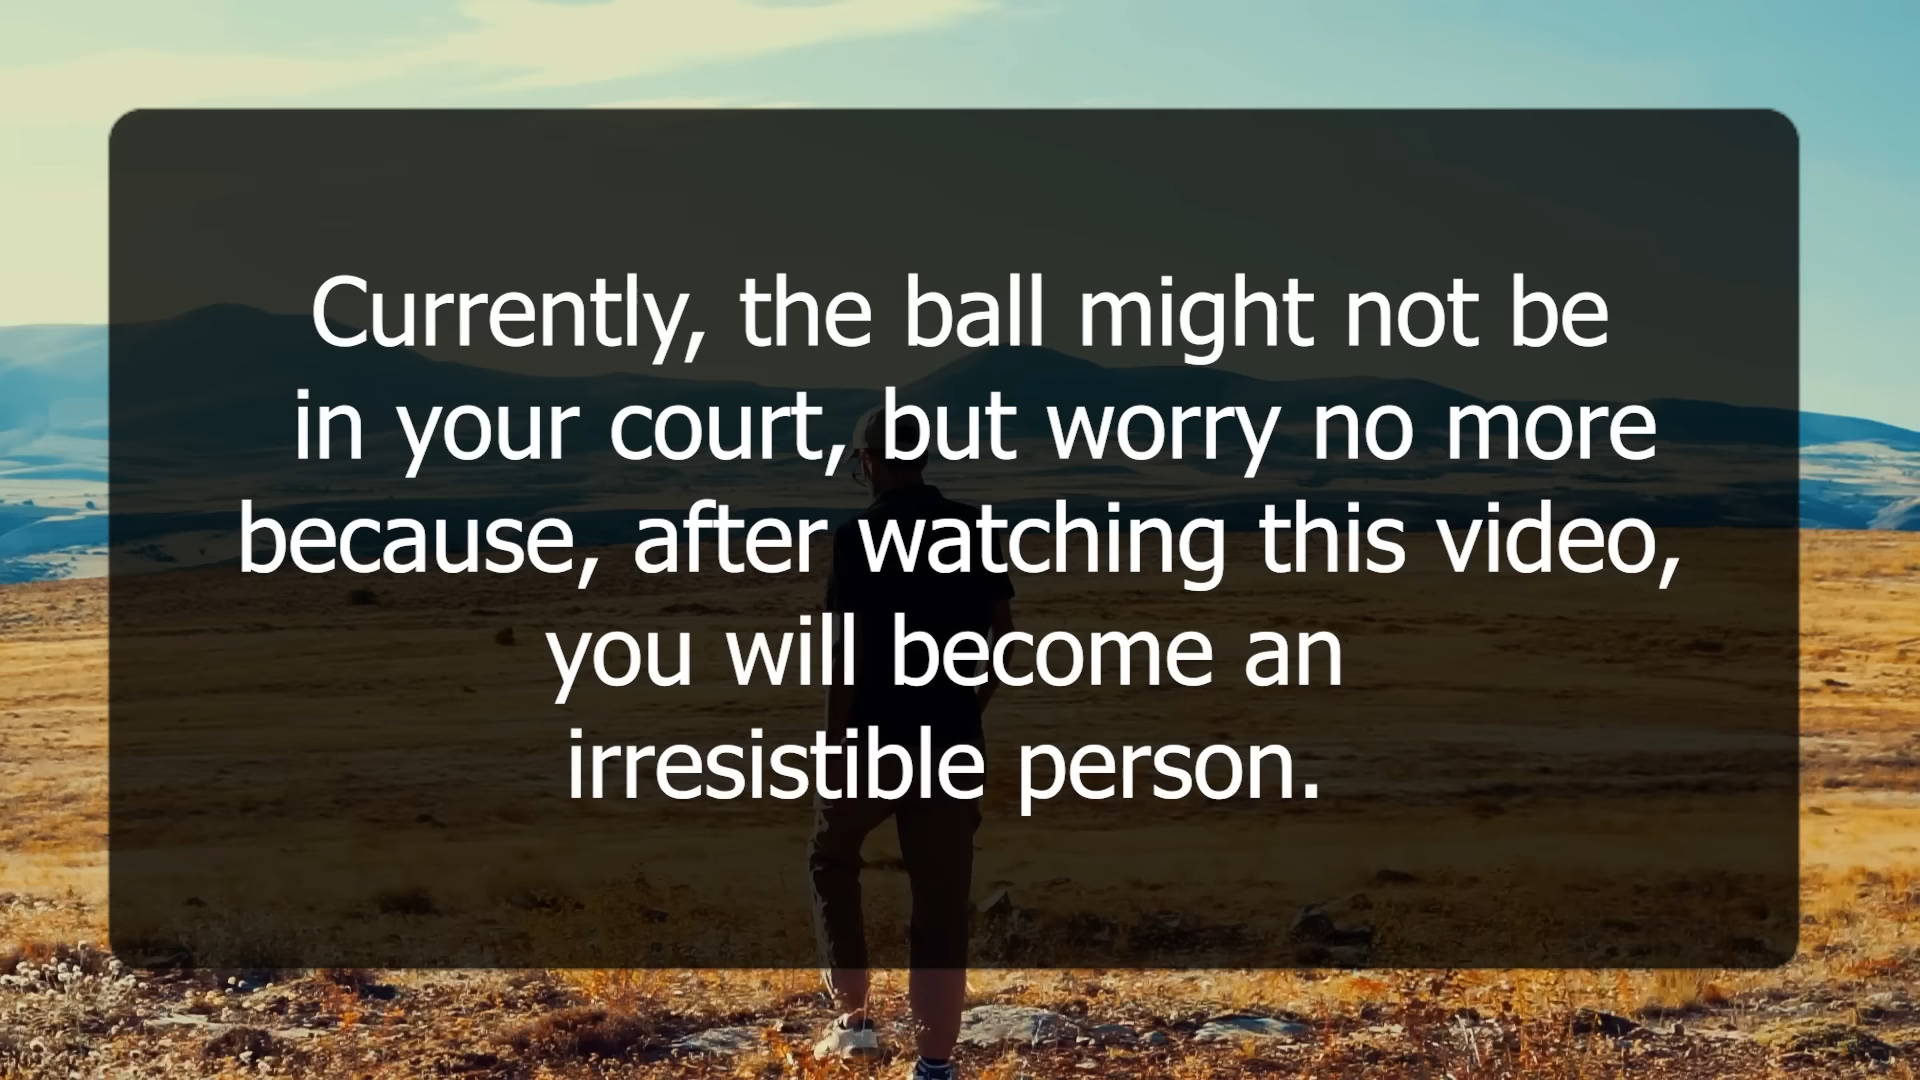 Currently, the ball might not be
in your court, but worry no more
because, after watching this video,
you will become an
irresistible person.